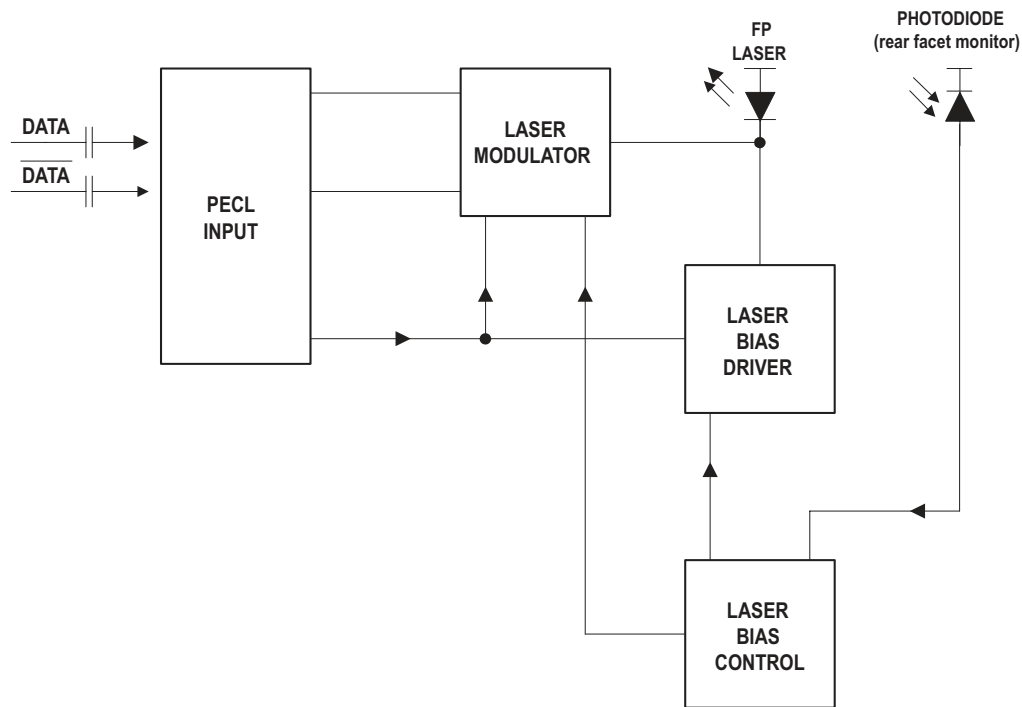 PHOTODIODE
(rear facet monitor)
FP
LASER
DATA
DATA
PECL
INPUT
LASER
MODULATOR
LASER
BIAS
DRIVER
LASER
BIAS
CONTROL